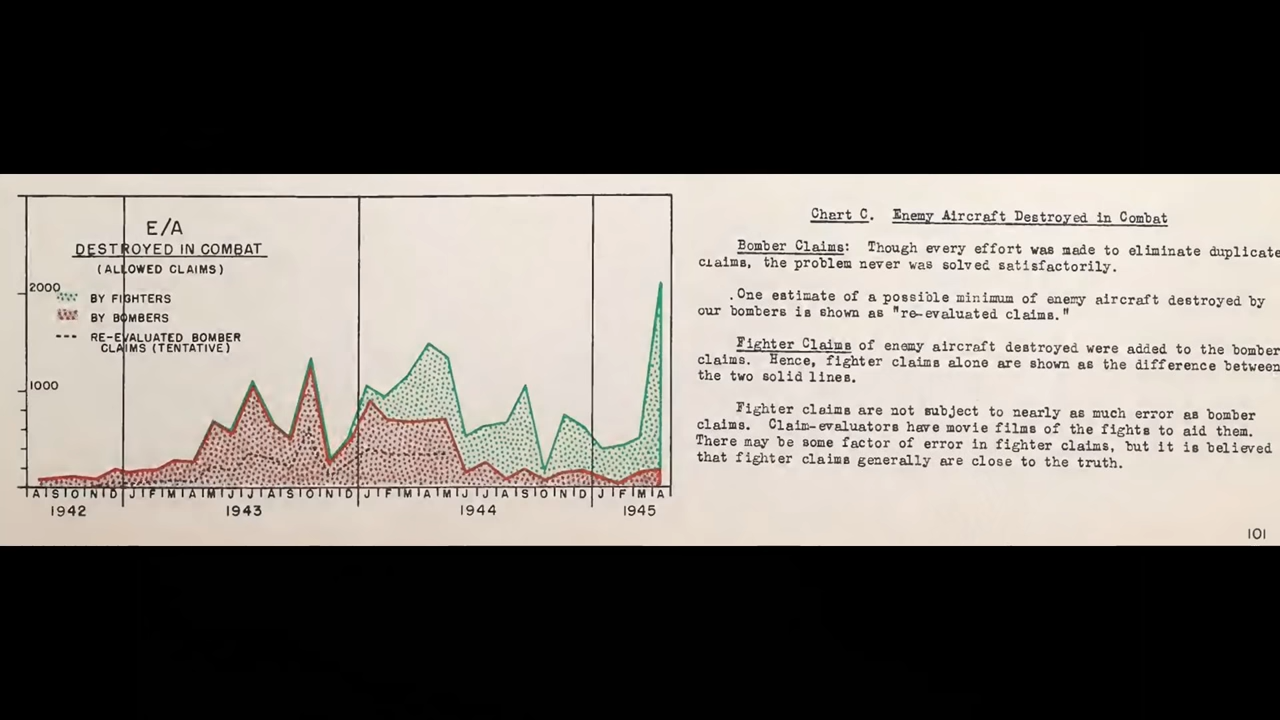 E/A
DESTROYED IN COMBAT
(ALLOWED CLAIMS)
2000
BY FIGHTERS
BY BOMBERS
RE-EVALUATED BOMBER
CLAIMS (TENTATIVE)
1000
A S O N D J F M A M J J A S O N D J F M A M J J A S O N D J F M A
1942 1943 1944 1945
Chart C. Enemy Aircraft Destroyed in Combat
Bomber Claims: Though every effort was made to eliminate duplicate
claims, the problem never was solved satisfactorily.
One estimate of a possible minimum of enemy aircraft destroyed by
our bombers is shown as "re-evaluated claims."
Fighter Claims of enemy aircraft destroyed were added to the bomber
claims. Hence, fighter claims alone are shown as the difference between
the two solid lines.
Fighter claims are not subject to nearly as much error as bomber
claims. Claim-evaluators have movie films of the fights to aid them.
There may be some factor of error in fighter claims, but it is believed
that fighter claims generally are close to the truth.
101